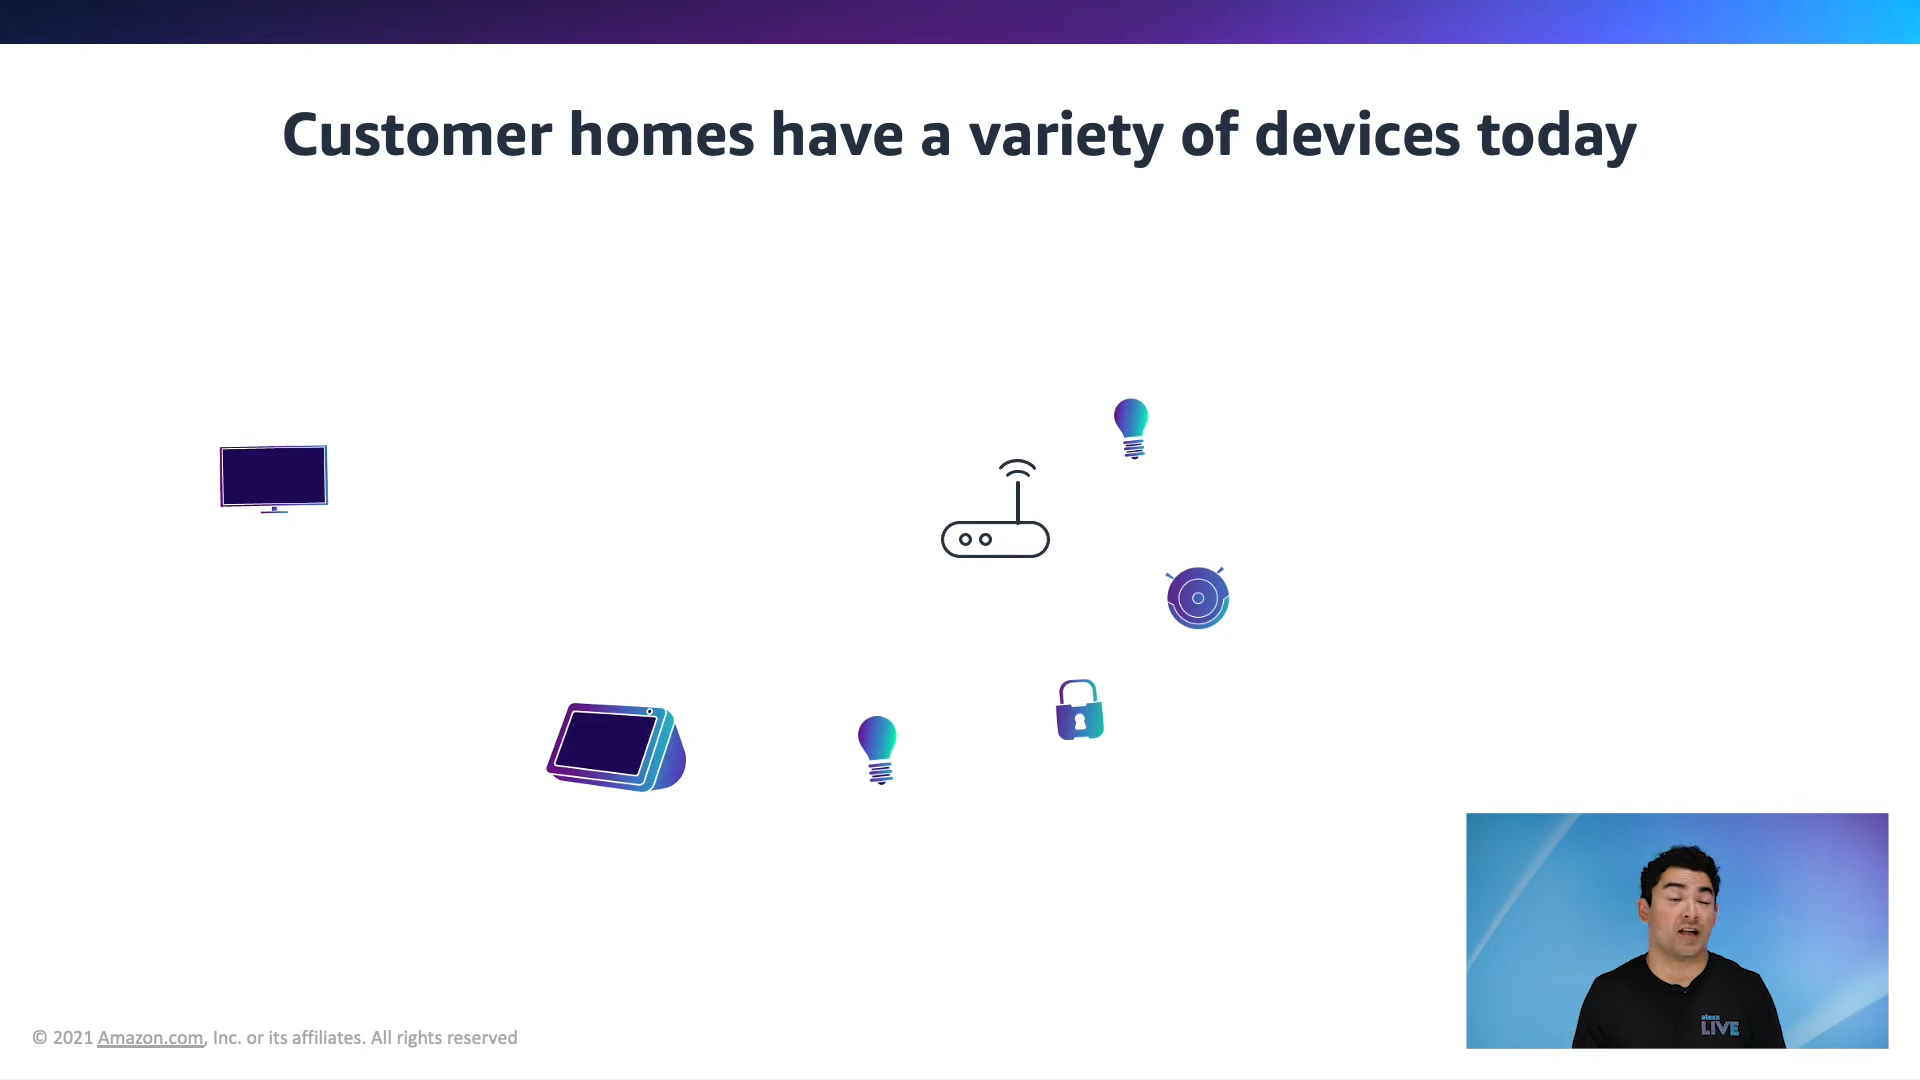 Customer homes have a variety of devices today
© 2021 Amazon.com, Inc. or its affiliates. All rights reserved
alexa
LIVE